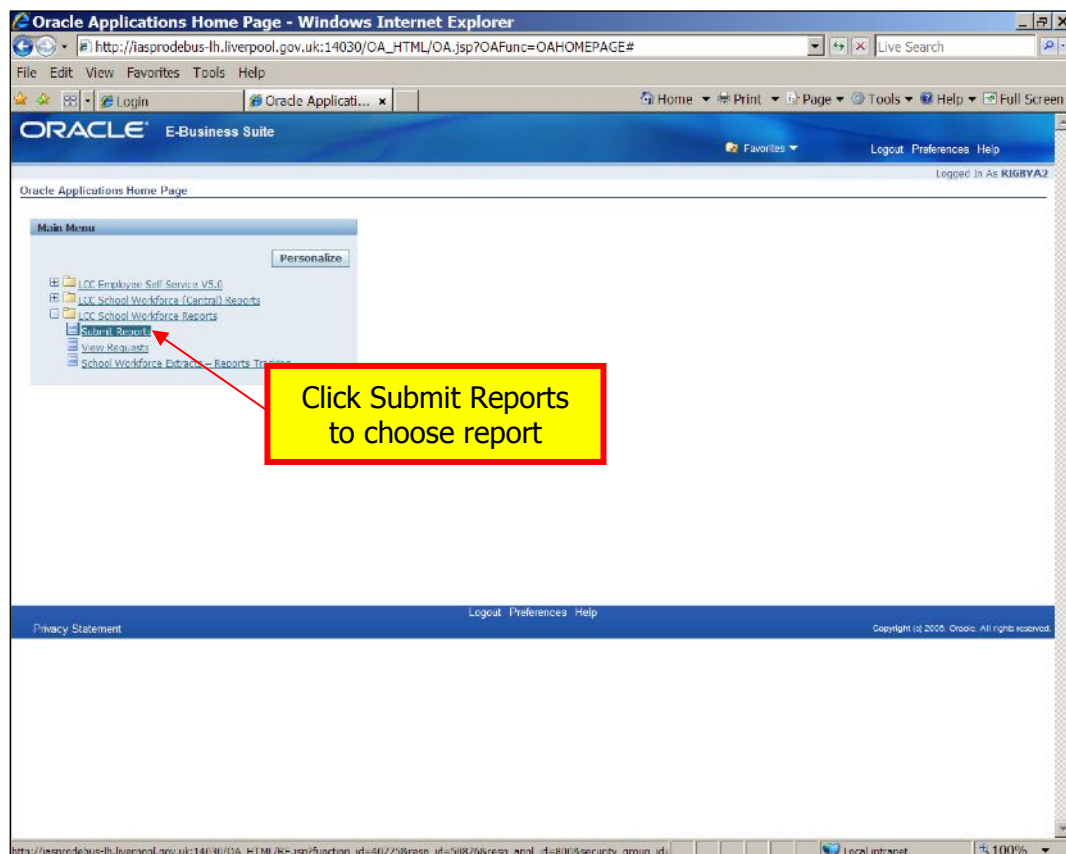 Oracle Applications Home Page - Windows Internet Explorer
http://iasprodebus-lh.liverpool.gov.uk:14030/OA_HTML/OA.jsp?OAFunc=OAHOMEPAGE#
Live Search
File Edit View Favorites Tools Help
Login
Oracle Applicati...
Home Print Page Tools Help Full Screen
ORACLE E-Business Suite
Favorites
Logout Preferences Help
Logged In As RIGBYA2
Oracle Applications Home Page
Main Menu
Personalize
LCC Employee Self Service V5.0
LCC School Workforce (Central) Reports
LCC School Workforce Reports
Submit Reports
View Requests
School Workforce Extracts – Reports Tracking
Click Submit Reports
to choose report
Logout Preferences Help
Privacy Statement
Copyright (c) 2006, Oracle. All rights reserved.
Local intranet
100%